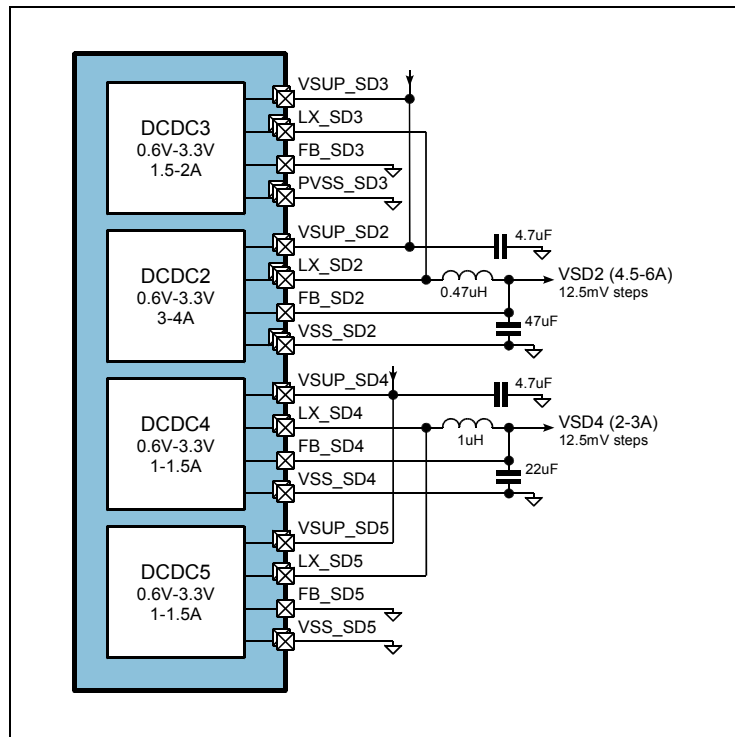 DCDC3
0.6V-3.3V
1.5-2A
VSUP_SD3
LX_SD3
FB_SD3
PVSS_SD3
DCDC2
0.6V-3.3V
3-4A
VSUP_SD2
LX_SD2
FB_SD2
VSS_SD2
4.7uF
0.47uH
VSD2 (4.5-6A)
12.5mV steps
47uF
DCDC4
0.6V-3.3V
1-1.5A
VSUP_SD4
LX_SD4
FB_SD4
VSS_SD4
4.7uF
1uH
VSD4 (2-3A)
12.5mV steps
22uF
DCDC5
0.6V-3.3V
1-1.5A
VSUP_SD5
LX_SD5
FB_SD5
VSS_SD5